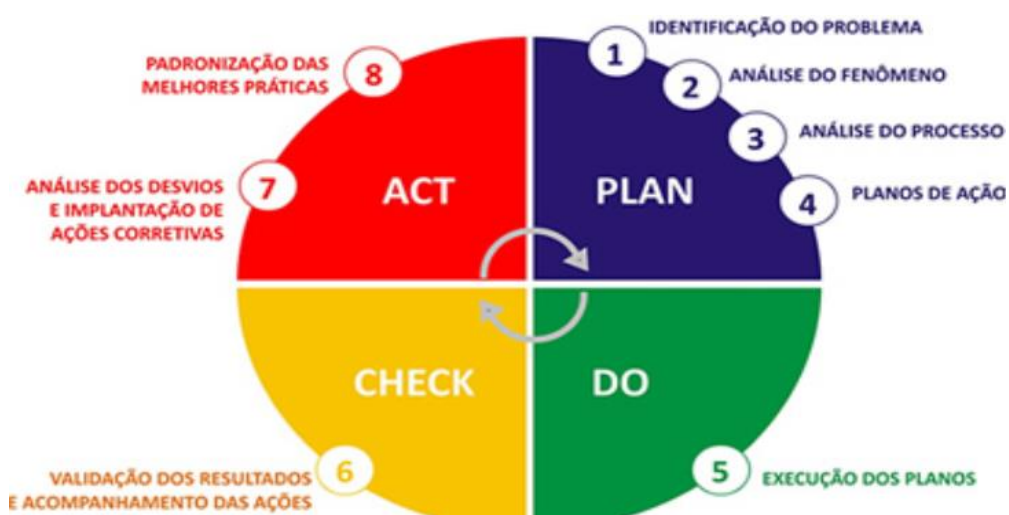 1
IDENTIFICAÇÃO DO PROBLEMA
2
ANÁLISE DO FENÔMENO
3
ANÁLISE DO PROCESSO
4
PLANOS DE AÇÃO
PLAN
DO
5
EXECUÇÃO DOS PLANOS
CHECK
6
VALIDAÇÃO DOS RESULTADOS
E ACOMPANHAMENTO DAS AÇÕES
ACT
7
ANÁLISE DOS DESVIOS
E IMPLANTAÇÃO DE
AÇÕES CORRETIVAS
8
PADRONIZAÇÃO DAS
MELHORES PRÁTICAS